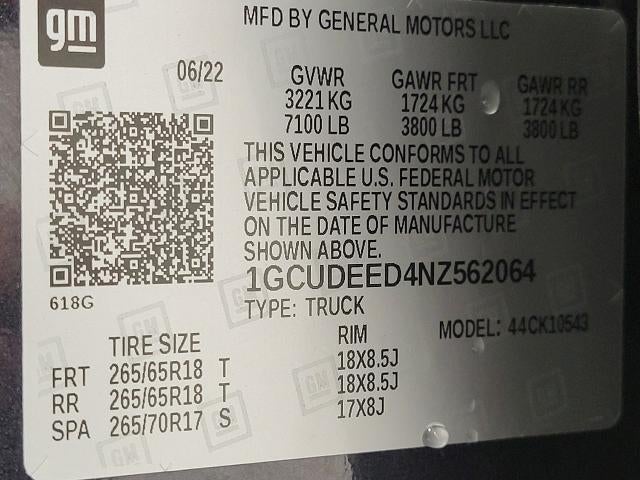 gm
MFD BY GENERAL MOTORS LLC
06/22
GVWR GAWR FRT GAWR RR
3221 KG 1724 KG 1724 KG
7100 LB 3800 LB 3800 LB
THIS VEHICLE CONFORMS TO ALL
APPLICABLE U.S. FEDERAL MOTOR
VEHICLE SAFETY STANDARDS IN EFFECT
ON THE DATE OF MANUFACTURE
SHOWN ABOVE.
1GCUDEED4NZ562064
618G
TYPE: TRUCK
MODEL: 44CK10543
TIRE SIZE RIM
FRT 265/65R18 T 18X8.5J
RR 265/65R18 T 18X8.5J
SPA 265/70R17 S 17X8J